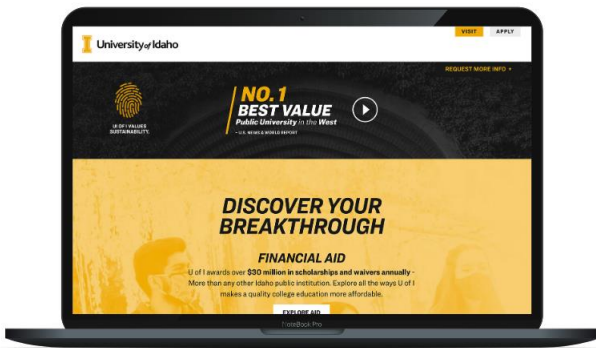 VISIT
APPLY
University of Idaho
REQUEST MORE INFO
UI OF I VALUES
SUSTAINABILITY.
NO. 1
BEST VALUE
Public University in the West
—U.S. NEWS & WORLD REPORT
DISCOVER YOUR
BREAKTHROUGH
FINANCIAL AID
U of I awards over $30 million in scholarships and waivers annually -
More than any other Idaho public institution. Explore all the ways U of I
makes a quality college education more affordable.
EXPLORE AID
NoteBook Pro